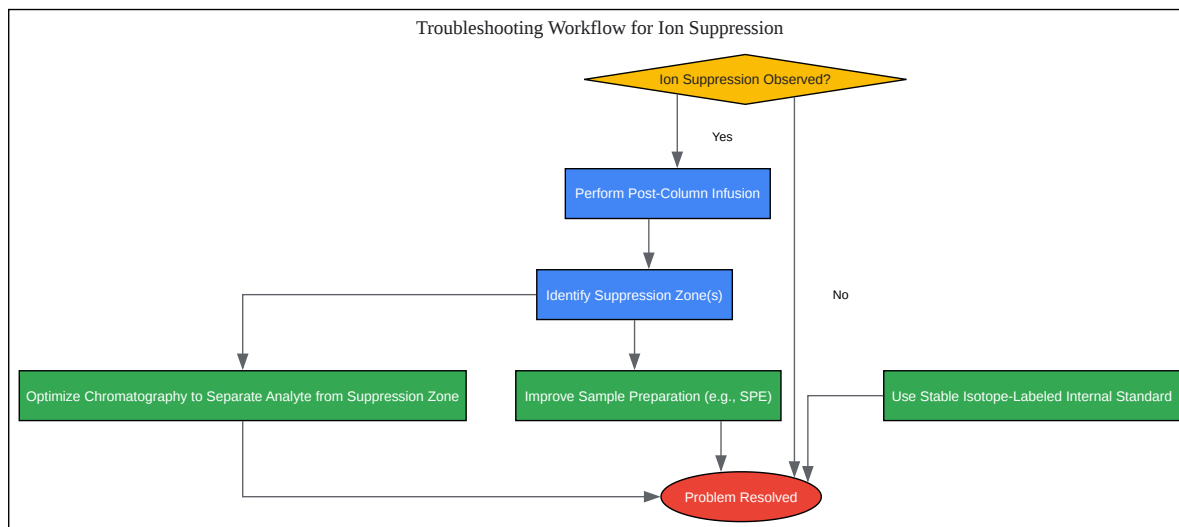 Troubleshooting Workflow for Ion Suppression
Ion Suppression Observed?
Yes
Perform Post-Column Infusion
Identify Suppression Zone(s)
No
Optimize Chromatography to Separate Analyte from Suppression Zone
Improve Sample Preparation (e.g., SPE)
Use Stable Isotope-Labeled Internal Standard
Problem Resolved